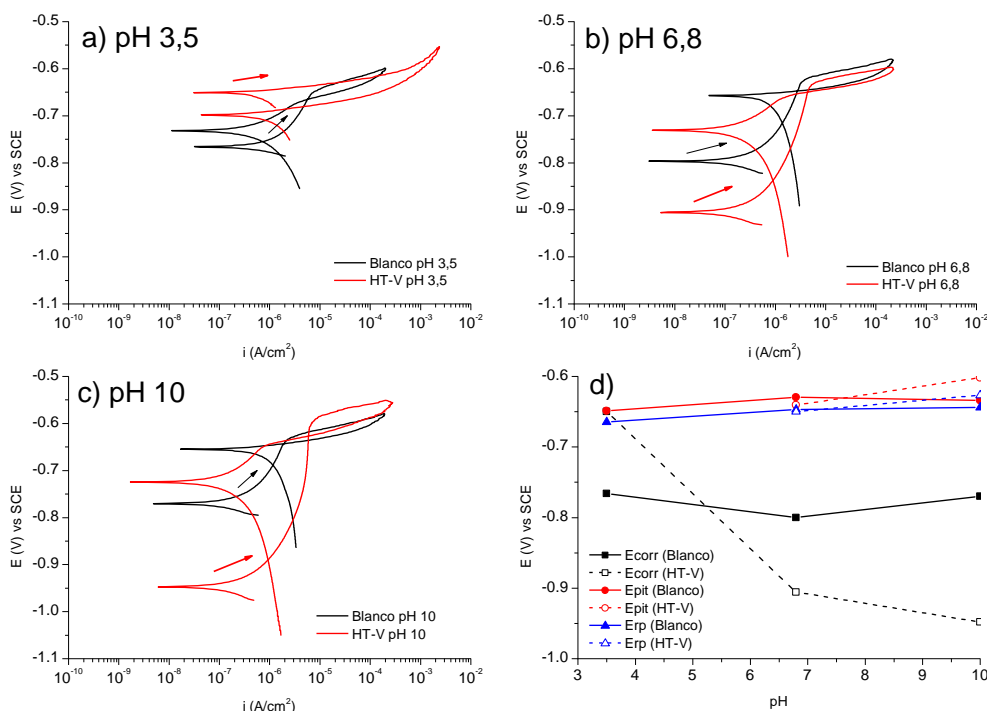 a) pH 3,5
-0.5
-0.6
-0.7
-0.8
-0.9
-1.0
-1.1
E (V) vs SCE
Blanco pH 3,5
HT-V pH 3,5
10⁻¹⁰ 10⁻⁹ 10⁻⁸ 10⁻⁷ 10⁻⁶ 10⁻⁵ 10⁻⁴ 10⁻³ 10⁻²
i (A/cm²)
b) pH 6,8
-0.5
-0.6
-0.7
-0.8
-0.9
-1.0
-1.1
E (V) vs SCE
Blanco pH 6,8
HT-V pH 6,8
10⁻¹⁰ 10⁻⁹ 10⁻⁸ 10⁻⁷ 10⁻⁶ 10⁻⁵ 10⁻⁴ 10⁻³ 10⁻²
i (A/cm²)
c) pH 10
-0.5
-0.6
-0.7
-0.8
-0.9
-1.0
-1.1
E (V) vs SCE
Blanco pH 10
HT-V pH 10
10⁻¹⁰ 10⁻⁹ 10⁻⁸ 10⁻⁷ 10⁻⁶ 10⁻⁵ 10⁻⁴ 10⁻³ 10⁻²
i (A/cm²)
d)
-0.6
-0.7
-0.8
-0.9
-1.0
E (V) vs SCE
Ecorr (Blanco)
Ecorr (HT-V)
Epit (Blanco)
Epit (HT-V)
Erp (Blanco)
Erp (HT-V)
3 4 5 6 7 8 9 10
pH